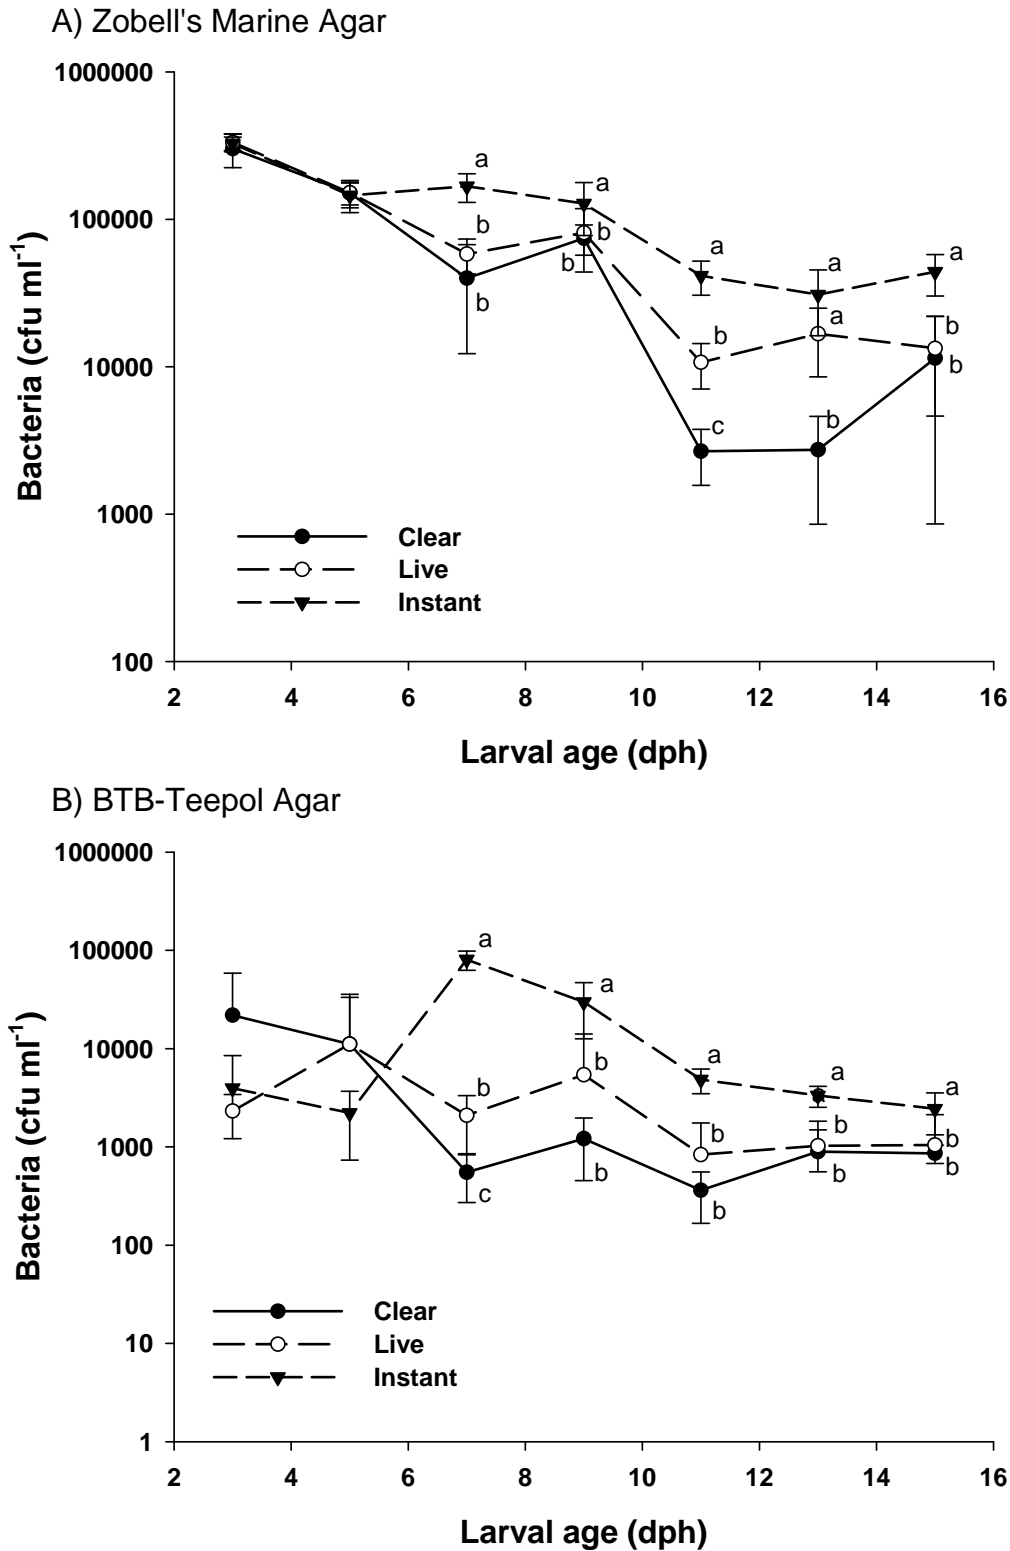 A) Zobell's Marine Agar
1000000
100000
10000
1000
100
Bacteria (cfu ml-1)
a
b
b
a
b
b
a
b
c
a
a
b
a
b
b
Clear
Live
Instant
2 4 6 8 10 12 14 16
Larval age (dph)
B) BTB-Teepol Agar
1000000
100000
10000
1000
100
10
1
Bacteria (cfu ml-1)
a
b
c
a
b
b
a
b
b
a
b
b
a
b
b
Clear
Live
Instant
2 4 6 8 10 12 14 16
Larval age (dph)